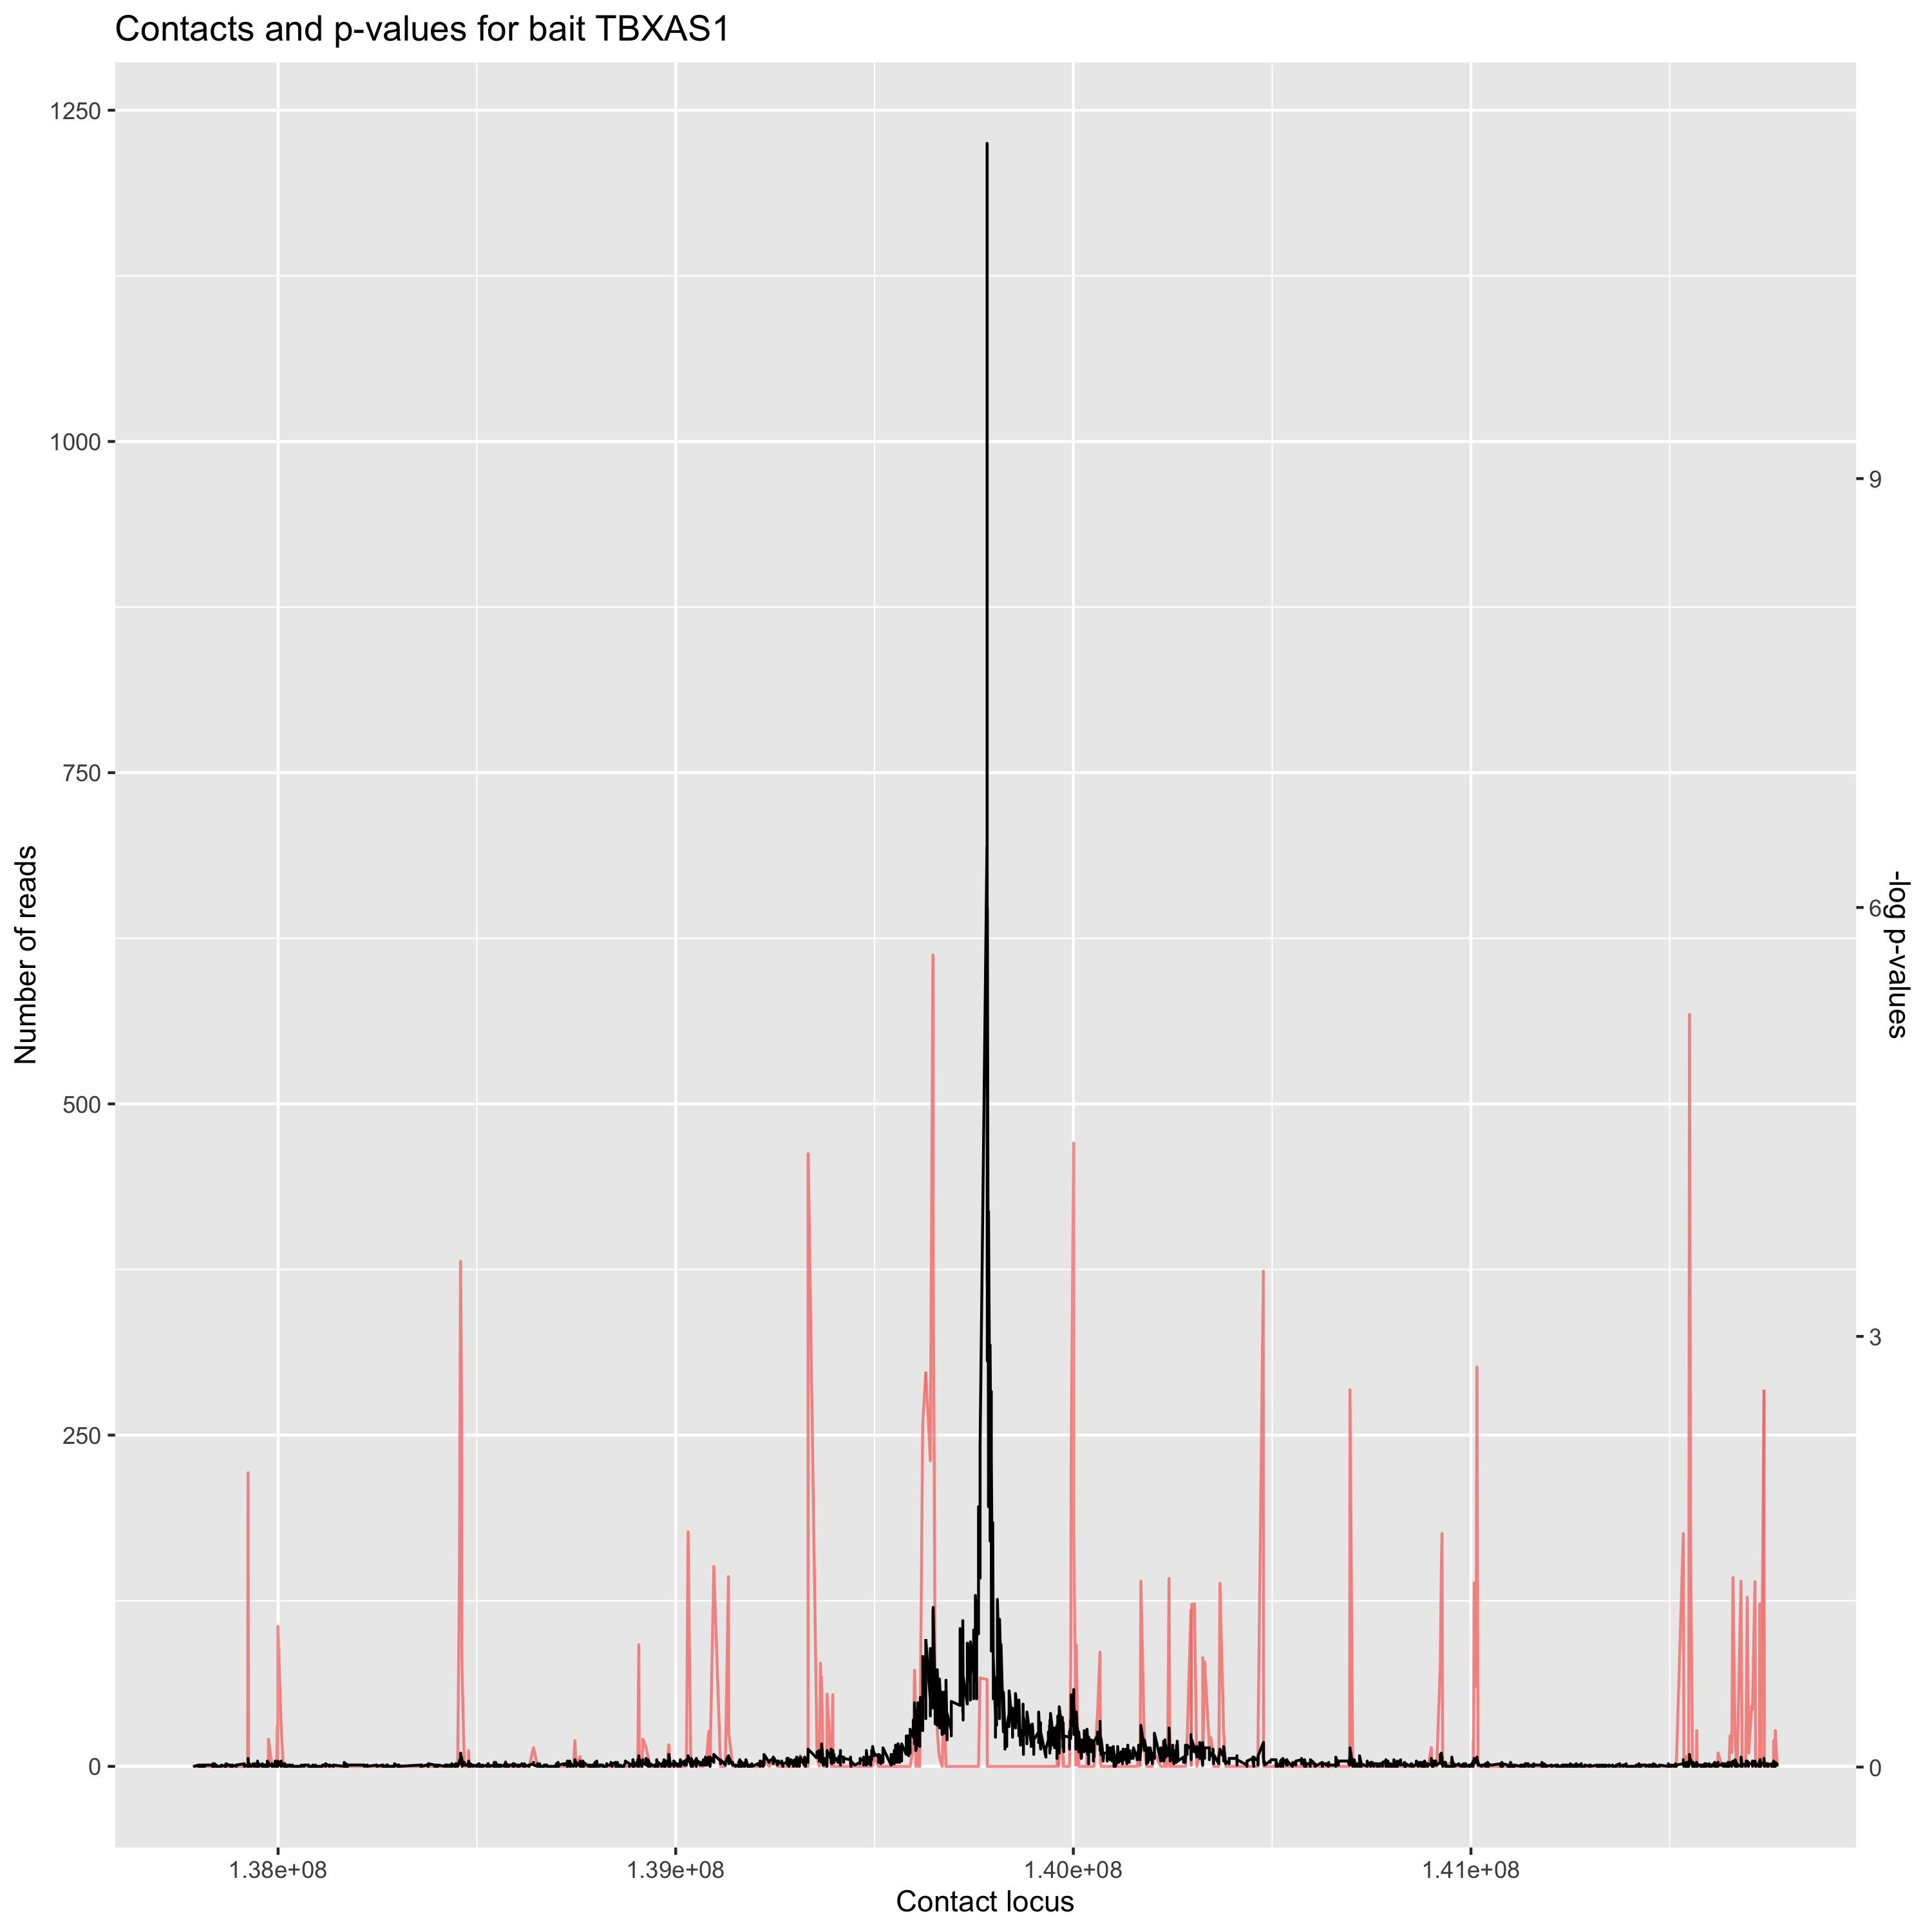 Contacts and p-values for bait TBXAS1
1250
1000
750
500
250
0
Number of reads
9
6
3
0
-log p-values
1.38e+08
1.39e+08
1.40e+08
1.41e+08
Contact locus